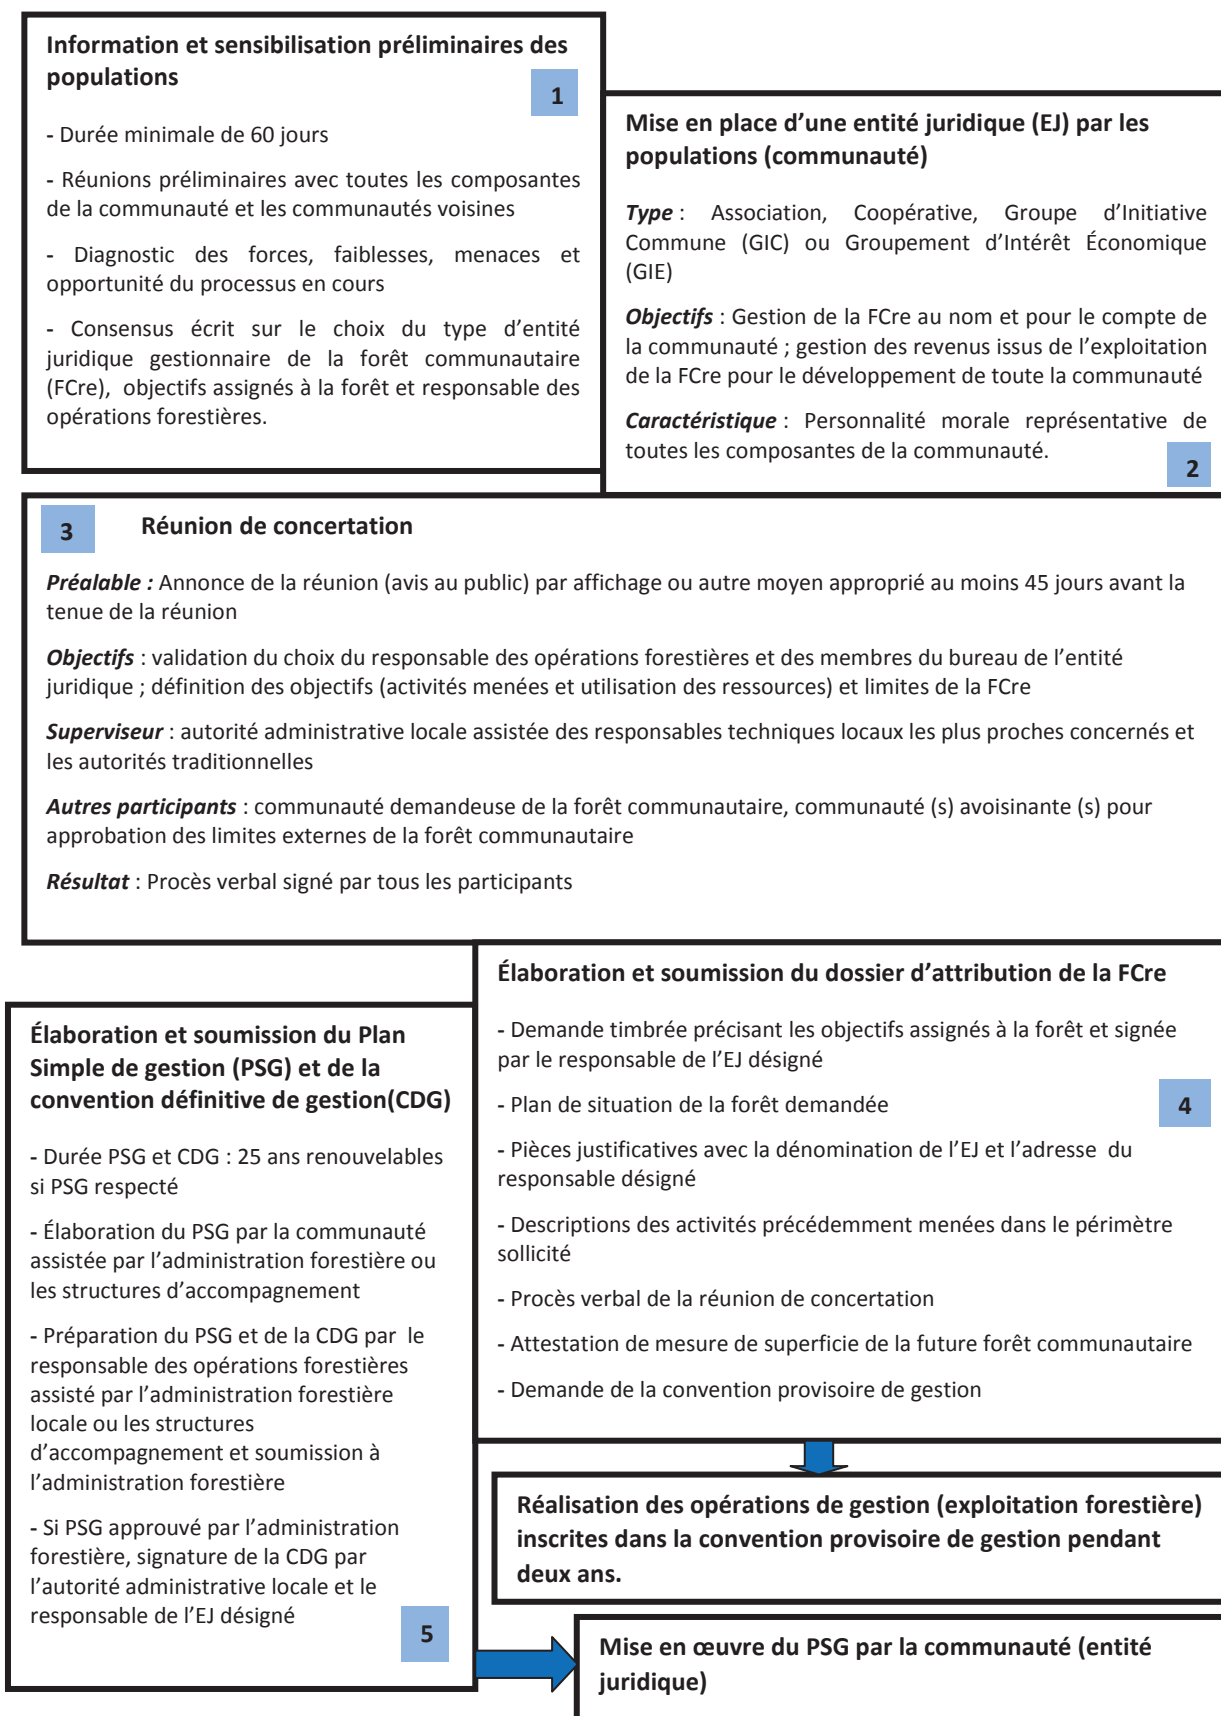 Information et sensibilisation préliminaires des
populations
1
- Durée minimale de 60 jours
- Réunions préliminaires avec toutes les composantes
de la communauté et les communautés voisines
- Diagnostic des forces, faiblesses, menaces et
opportunité du processus en cours
- Consensus écrit sur le choix du type d’entité
juridique gestionnaire de la forêt communautaire
(FCre), objectifs assignés à la forêt et responsable des
opérations forestières.
Mise en place d’une entité juridique (EJ) par les
populations (communauté)
Type : Association, Coopérative, Groupe d’Initiative
Commune (GIC) ou Groupement d’Intérêt Économique
(GIE)
Objectifs : Gestion de la FCre au nom et pour le compte de
la communauté ; gestion des revenus issus de l’exploitation
de la FCre pour le développement de toute la communauté
Caractéristique : Personnalité morale représentative de
toutes les composantes de la communauté.
2
3 Réunion de concertation
Préalable : Annonce de la réunion (avis au public) par affichage ou autre moyen approprié au moins 45 jours avant la
tenue de la réunion
Objectifs : validation du choix du responsable des opérations forestières et des membres du bureau de l’entité
juridique ; définition des objectifs (activités menées et utilisation des ressources) et limites de la FCre
Superviseur : autorité administrative locale assistée des responsables techniques locaux les plus proches concernés et
les autorités traditionnelles
Autres participants : communauté demandeuse de la forêt communautaire, communauté (s) avoisinante (s) pour
approbation des limites externes de la forêt communautaire
Résultat : Procès verbal signé par tous les participants
Élaboration et soumission du dossier d’attribution de la FCre
- Demande timbrée précisant les objectifs assignés à la forêt et signée
par le responsable de l’EJ désigné
- Plan de situation de la forêt demandée
4
- Pièces justificatives avec la dénomination de l’EJ et l’adresse du
responsable désigné
- Descriptions des activités précédemment menées dans le périmètre
sollicité
- Procès verbal de la réunion de concertation
- Attestation de mesure de superficie de la future forêt communautaire
- Demande de la convention provisoire de gestion
Élaboration et soumission du Plan
Simple de gestion (PSG) et de la
convention définitive de gestion(CDG)
- Durée PSG et CDG : 25 ans renouvelables
si PSG respecté
- Élaboration du PSG par la communauté
assistée par l’administration forestière ou
les structures d’accompagnement
- Préparation du PSG et de la CDG par le
responsable des opérations forestières
assisté par l’administration forestière
locale ou les structures
d’accompagnement et soumission à
l’administration forestière
- Si PSG approuvé par l’administration
forestière, signature de la CDG par
l’autorité administrative locale et le
responsable de l’EJ désigné
5
Réalisation des opérations de gestion (exploitation forestière)
inscrites dans la convention provisoire de gestion pendant
deux ans.
Mise en œuvre du PSG par la communauté (entité
juridique)